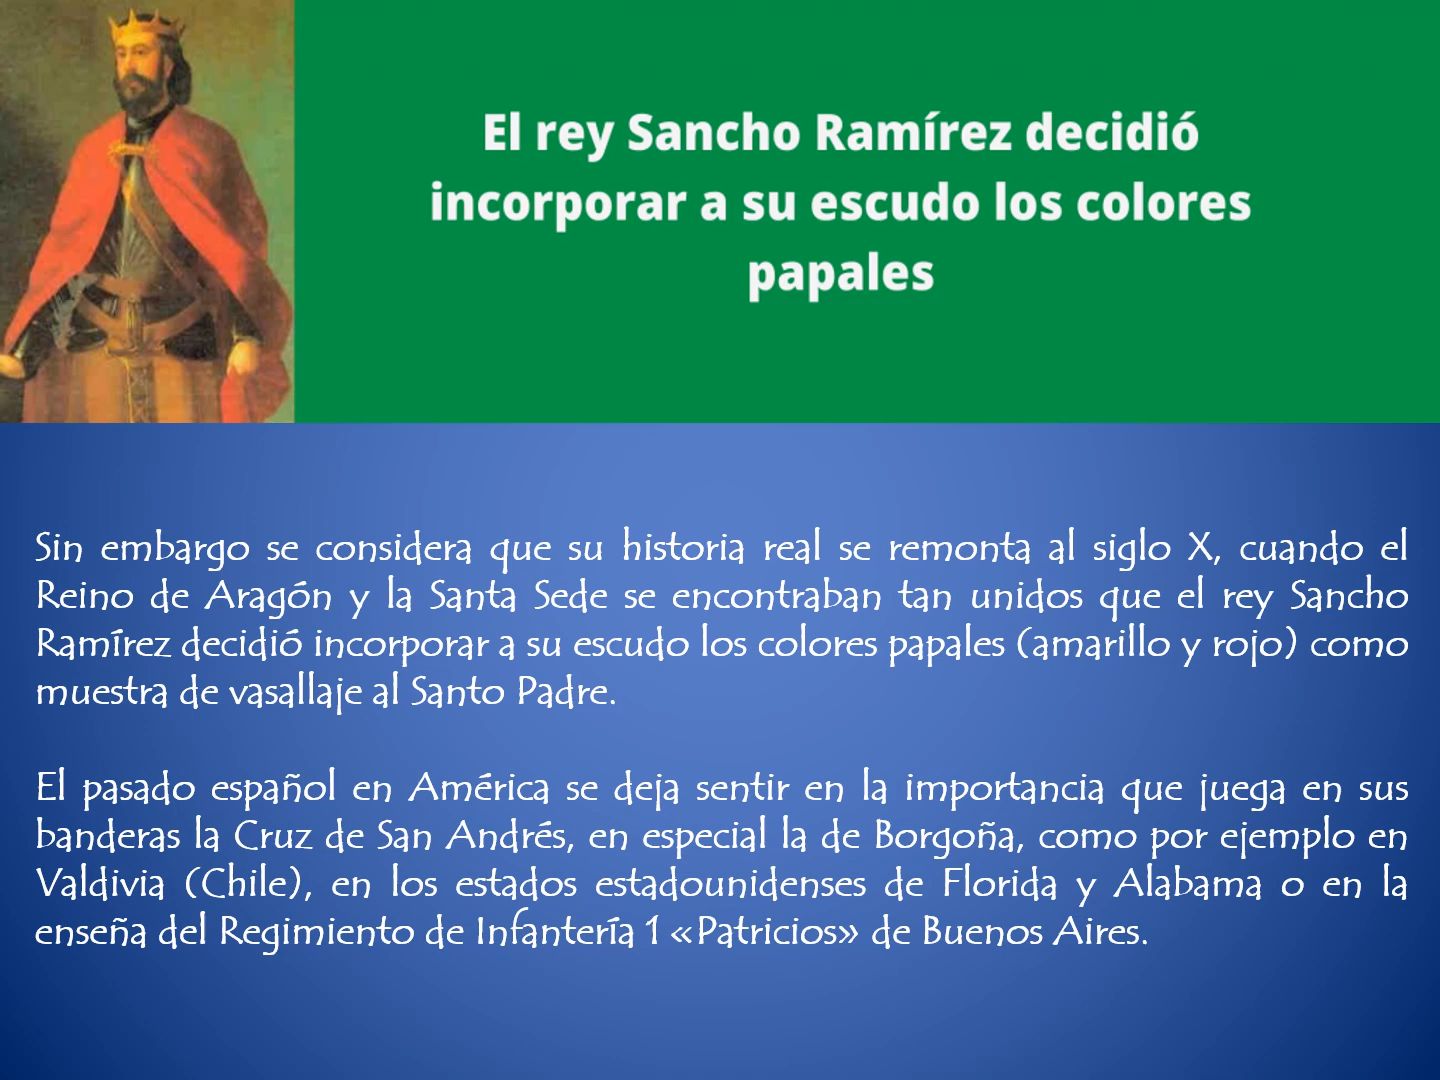 El rey Sancho Ramírez decidió
incorporar a su escudo los colores
papales
Sin embargo se considera que su historia real se remonta al siglo X, cuando el
Reino de Aragón y la Santa Sede se encontraban tan unidos que el rey Sancho
Ramírez decidió incorporar a su escudo los colores papales (amarillo y rojo) como
muestra de vasallaje al Santo Padre.
El pasado español en América se deja sentir en la importancia que juega en sus
banderas la Cruz de San Andrés, en especial la de Borgoña, como por ejemplo en
Valdivia (Chile), en los estados estadounidenses de Florida y Alabama o en la
enseña del Regimiento de Infantería 1 «Patricios» de Buenos Aires.